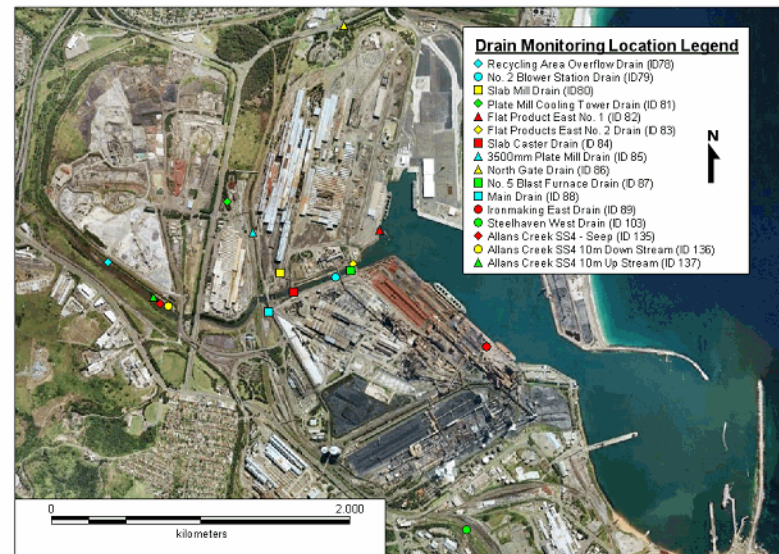 Drain Monitoring Location Legend
Recycling Area Overflow Drain (ID78)
No. 2 Blower Station Drain (ID79)
Slab Mill Drain (ID80)
Plate Mill Cooling Tower Drain (ID 81)
Flat Product East No. 1 (ID 82)
Flat Products East No. 2 Drain (ID 83)
Slab Caster Drain (ID 84)
3500mm Plate Mill Drain (ID 85)
North Gate Drain (ID 86)
No. 5 Blast Furnace Drain (ID 87)
Main Drain (ID 88)
Ironmaking East Drain (ID 89)
Steelhaven West Drain (ID 103)
Allans Creek SS4 - Seep (ID 135)
Allans Creek SS4 10m Down Stream (ID 136)
Allans Creek SS4 10m Up Stream (ID 137)
N
0 2.000
kilometers